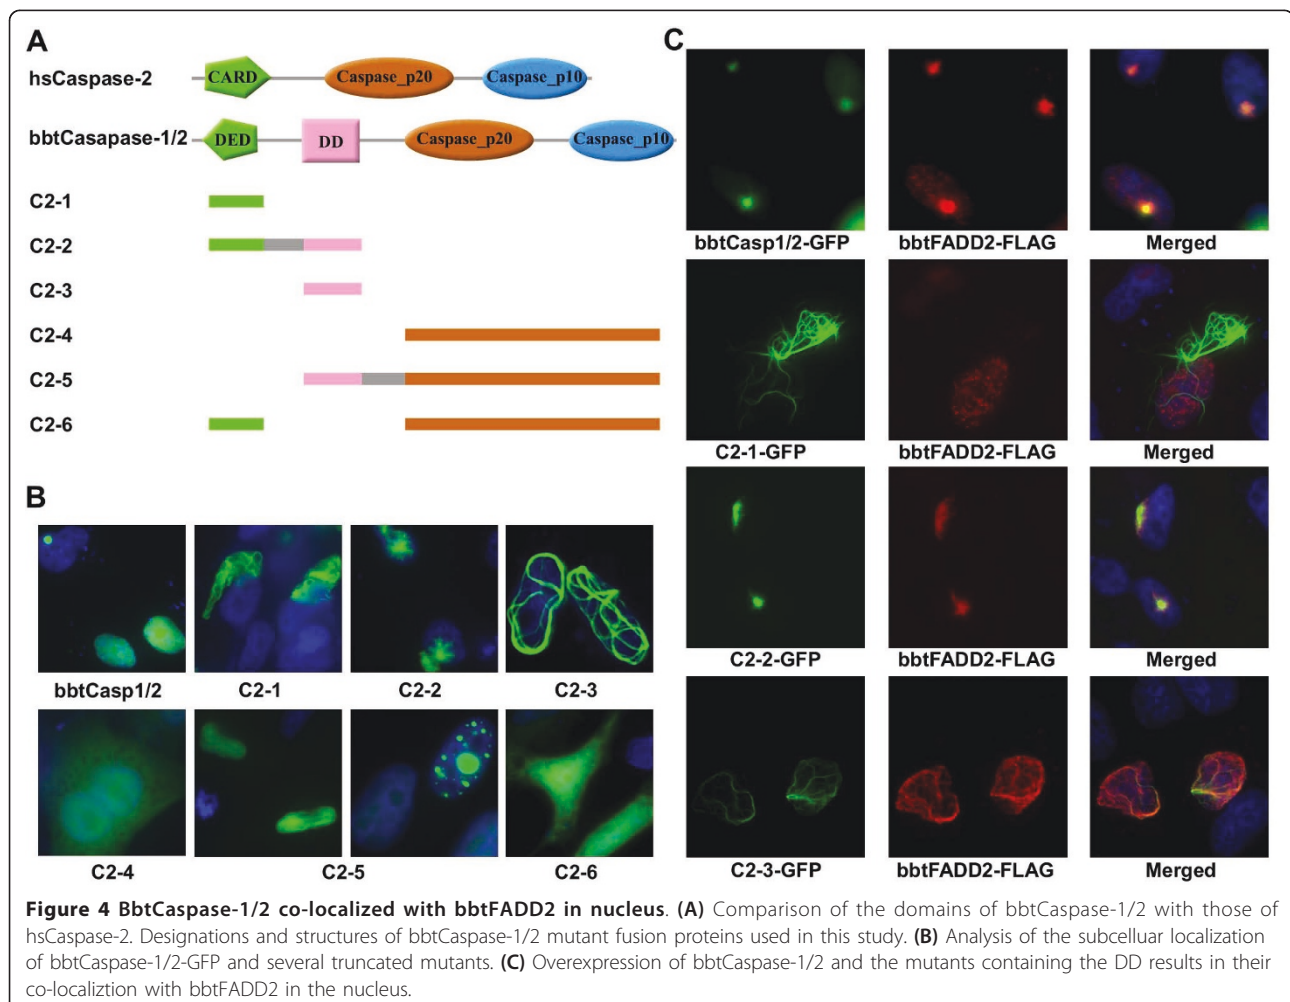 A
hsCaspase-2
CARD
Caspase_p20
Caspase_p10
bbtCasapase-1/2
DED
DD
Caspase_p20
Caspase_p10
C2-1
C2-2
C2-3
C2-4
C2-5
C2-6
B
bbtCasp1/2
C2-1
C2-2
C2-3
C2-4
C2-5
C2-6
C
bbtCasp1/2-GFP
bbtFADD2-FLAG
Merged
C2-1-GFP
bbtFADD2-FLAG
Merged
C2-2-GFP
bbtFADD2-FLAG
Merged
C2-3-GFP
bbtFADD2-FLAG
Merged
Figure 4 BbtCaspase-1/2 co-localized with bbtFADD2 in nucleus. (A) Comparison of the domains of bbtCaspase-1/2 with those of
hsCaspase-2. Designations and structures of bbtCaspase-1/2 mutant fusion proteins used in this study. (B) Analysis of the subcelluar localization
of bbtCaspase-1/2-GFP and several truncated mutants. (C) Overexpression of bbtCaspase-1/2 and the mutants containing the DD results in their
co-localiztion with bbtFADD2 in the nucleus.